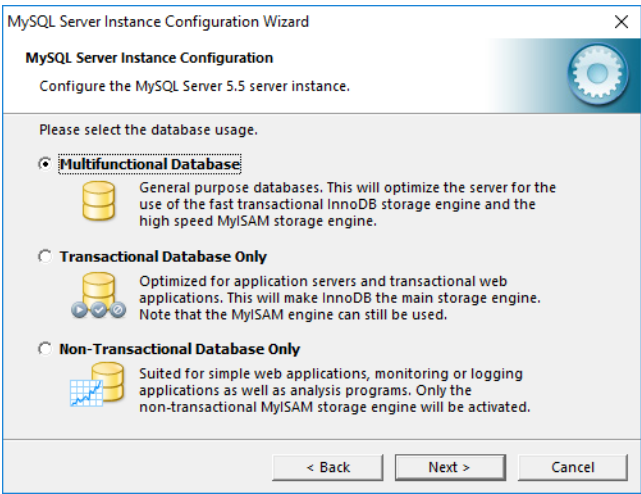 MySQL Server Instance Configuration Wizard
MySQL Server Instance Configuration
Configure the MySQL Server 5.5 server instance.
Please select the database usage.
Multifunctional Database
General purpose databases. This will optimize the server for the
use of the fast transactional InnoDB storage engine and the
high speed MyISAM storage engine.
Transactional Database Only
Optimized for application servers and transactional web
applications. This will make InnoDB the main storage engine.
Note that the MyISAM engine can still be used.
Non-Transactional Database Only
Suited for simple web applications, monitoring or logging
applications as well as analysis programs. Only the
non-transactional MyISAM storage engine will be activated.
< Back Next > Cancel